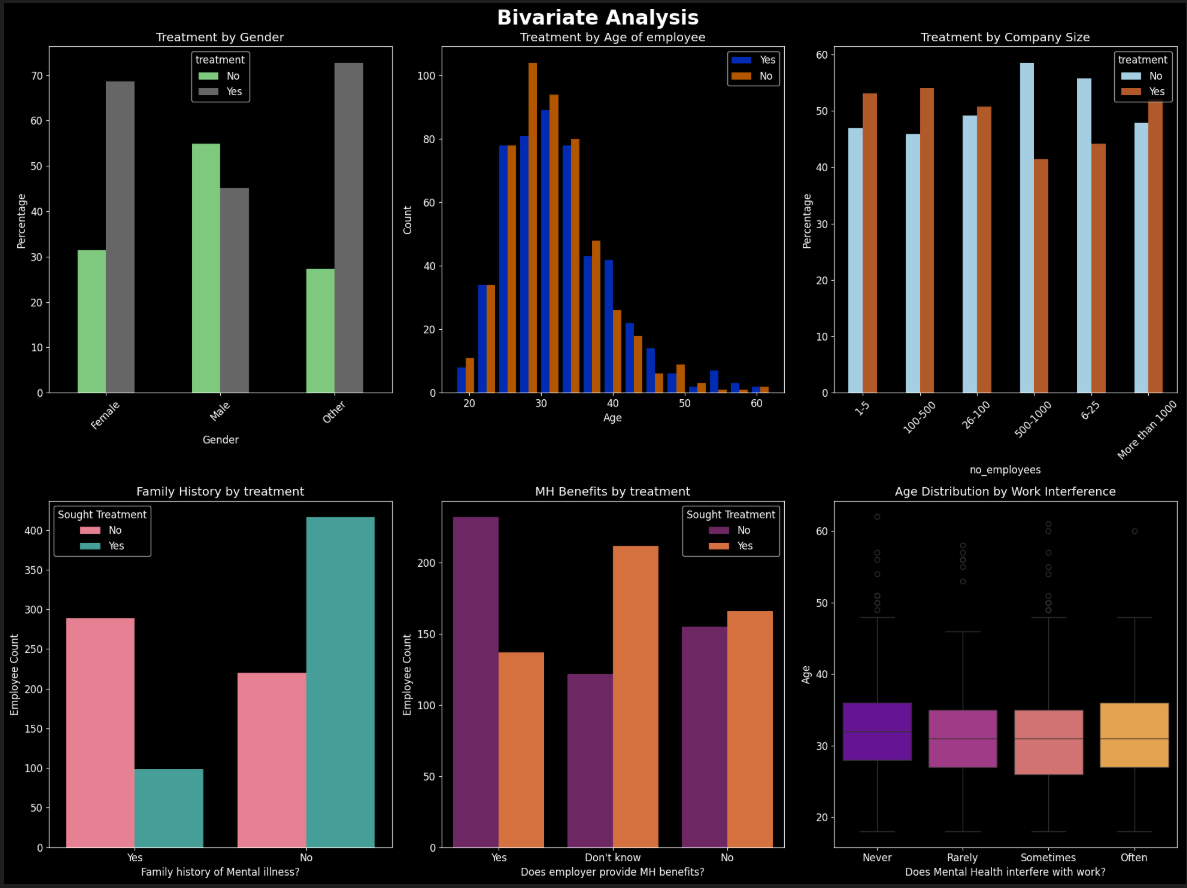 Bivariate Analysis
Treatment by Gender
treatment
No
Yes
70
60
50
40
30
20
10
0
Percentage
Female
Male
Other
Gender
Treatment by Age of employee
Yes
No
100
80
60
40
20
0
Count
20
30
40
50
60
Age
Treatment by Company Size
treatment
No
Yes
60
50
40
30
20
10
0
Percentage
1-5
100-500
26-100
500-1000
6-25
More than 1000
no_employees
Family History by treatment
Sought Treatment
No
Yes
400
350
300
250
200
150
100
50
0
Employee Count
Yes
No
Family history of Mental illness?
MH Benefits by treatment
Sought Treatment
No
Yes
200
150
100
50
0
Employee Count
Yes
Don't know
No
Does employer provide MH benefits?
Age Distribution by Work Interference
60
50
40
30
20
Age
Never
Rarely
Sometimes
Often
Does Mental Health interfere with work?